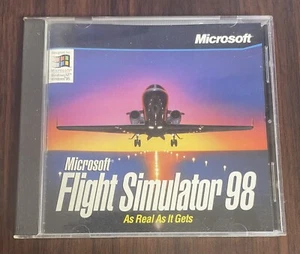 Microsoft
Microsoft
Flight Simulator 98
As Real As It Gets